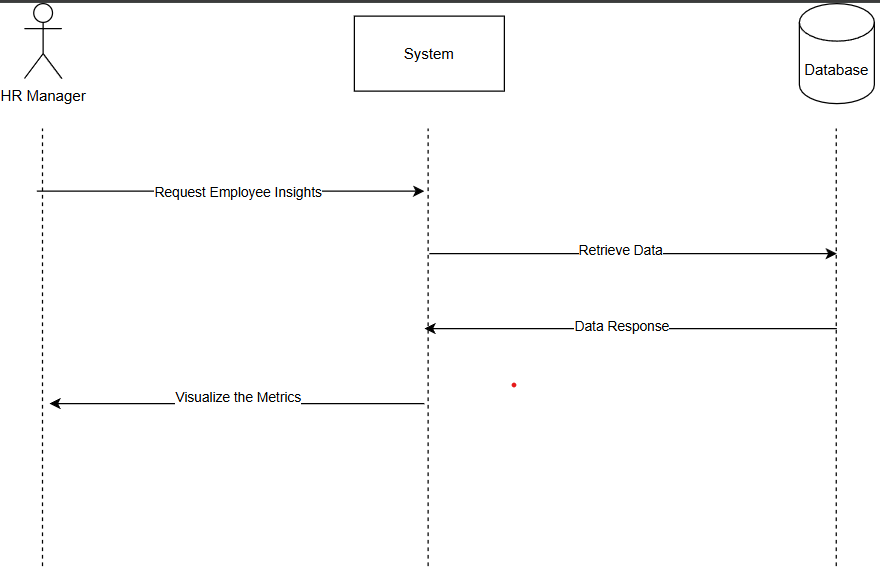 System
Database
HR Manager
Request Employee Insights
Retrieve Data
Data Response
Visualize the Metrics